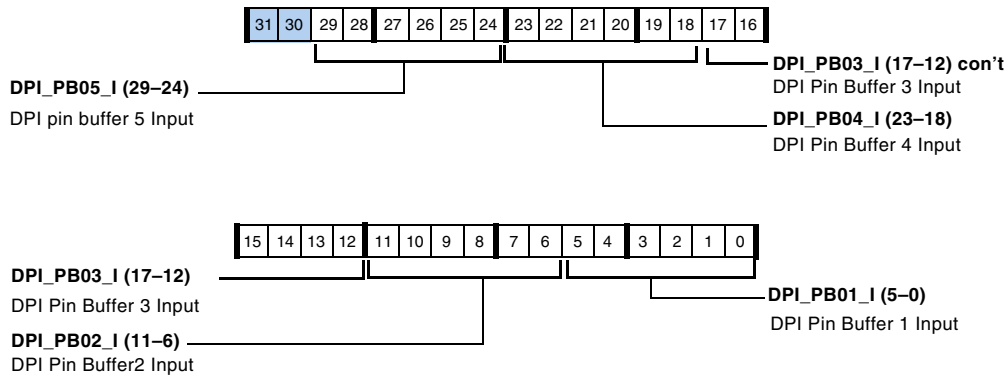 31 30 29 28 27 26 25 24 23 22 21 20 19 18 17 16
DPI_PB05_I (29–24)
DPI pin buffer 5 Input
DPI_PB03_I (17–12) con't
DPI Pin Buffer 3 Input
DPI_PB04_I (23–18)
DPI Pin Buffer 4 Input
15 14 13 12 11 10 9 8 7 6 5 4 3 2 1 0
DPI_PB03_I (17–12)
DPI Pin Buffer 3 Input
DPI_PB02_I (11–6)
DPI Pin Buffer2 Input
DPI_PB01_I (5–0)
DPI Pin Buffer 1 Input